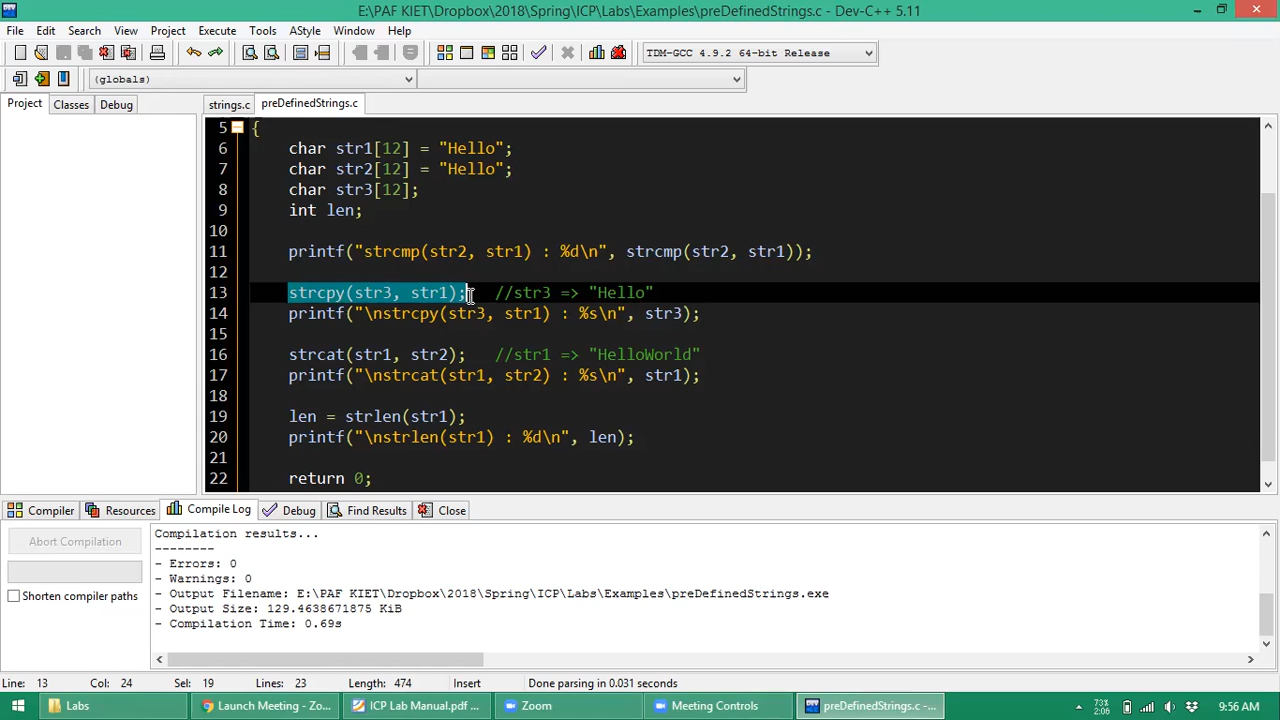 E:\PAF KIET\Dropbox\2018\Spring\ICP\Labs\Examples\preDefinedStrings.c - Dev-C++ 5.11
File Edit Search View Project Execute Tools AStyle Window Help
TDM-GCC 4.9.2 64-bit Release
(globals)
Project Classes Debug strings.c preDefinedStrings.c
5 {
6 char str1[12] = "Hello";
7 char str2[12] = "Hello";
8 char str3[12];
9 int len;
10
11 printf("strcmp(str2, str1) : %d\n", strcmp(str2, str1));
12
13 strcpy(str3, str1); //str3 => "Hello"
14 printf("\nstrcpy(str3, str1) : %s\n", str3);
15
16 strcat(str1, str2); //str1 => "HelloWorld"
17 printf("\nstrcat(str1, str2) : %s\n", str1);
18
19 len = strlen(str1);
20 printf("\nstrlen(str1) : %d\n", len);
21
22 return 0;
Compiler Resources Compile Log Debug Find Results Close
Abort Compilation
Shorten compiler paths
Compilation results...
--------
- Errors: 0
- Warnings: 0
- Output Filename: E:\PAF KIET\Dropbox\2018\Spring\ICP\Labs\Examples\preDefinedStrings.exe
- Output Size: 129.4638671875 KiB
- Compilation Time: 0.69s
Line: 13 Col: 24 Sel: 19 Lines: 23 Length: 474 Insert Done parsing in 0.031 seconds
Labs Launch Meeting - Zo... ICP Lab Manual.pdf ... Zoom Meeting Controls preDefinedStrings.c -... 73% 2:06 9:56 AM